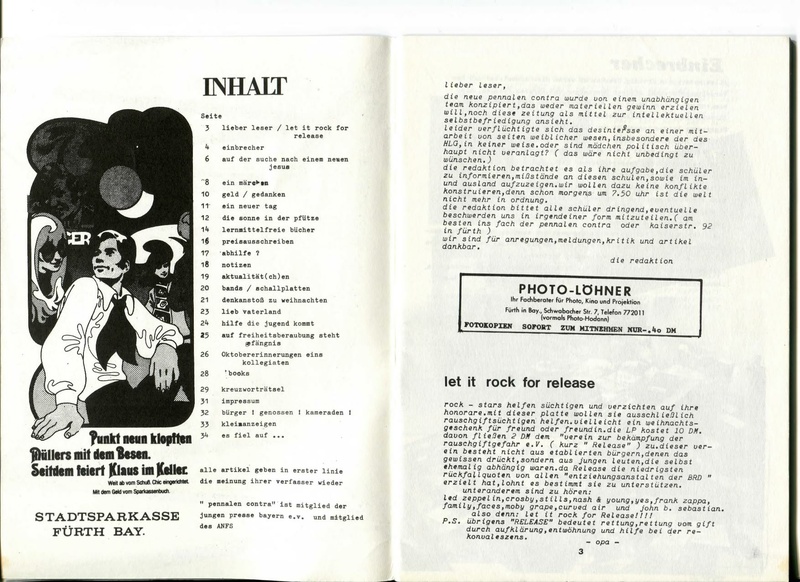 INHALT
Seite
3 lieber leser / let it rock for
release
4 einbrecher
6 auf der suche nach einem neuen
jesus
8 ein märchen
10 geld / gedanken
11 ein neuer tag
12 die sonne in der pfütze
14 lernmittelfreie bücher
16 preisausschreiben
17 abhilfe ?
18 notizen
19 aktualität(ch)en
20 bands / schallplatten
21 denkanstoß zu weihnachten
23 lieb vaterland
24 hilfe die jugend kommt
25 auf freiheitsberaubung steht
gefängnis
26 Oktobererinnerungen eins
kollegiaten
28 books
29 kreuzworträtsel
31 impressum
32 bürger ! genossen ! kameraden !
33 kleinanzeigen
34 es fiel auf ...
alle artikel geben in erster linie
die meinung ihrer verfasser wieder
" pennalen contra" ist mitglied der
jungen presse bayern e.v. und mitglied
des ANFS
Punkt neun klopften
Müllers mit dem Besen.
Seitdem feiert Klaus im Keller.
Weit ab vom Schuß. Chic eingerichtet.
Mit dem Geld vom Sparkassenbuch.
STADTSPARKASSE
FÜRTH BAY.
lieber leser,
die neue pennalen contra wurde von einem unabhängigen
team konzipiert,das weder materiellen gewinn erzielen
will,noch diese zeitung als mittel zur intellektuellen
selbstbefriedigung ansieht.
leider verflüchtigte sich das desinteresse an einer mit-
arbeit von seiten weiblicher wesen,insbesondere der des
HLG,in keiner weise.oder sind mädchen politisch über-
haupt nicht veranlagt? ( das wäre nicht unbedingt zu
wünschen.)
die redaktion betrachtet es als ihre aufgabe,die schüler
zu informieren,mißstände an diesen schulen,sowie im in-
und ausland aufzuzeigen.wir wollen dazu keine konflikte
konstruieren,denn schon morgens um 7.50 uhr ist die welt
nicht mehr in ordnung.
die redaktion bittet alle schüler dringend,eventuelle
beschwerden uns in irgendeiner form mitzuteilen.( am
besten ins fach der pennalen contra oder kaiserstr. 92
in fürth )
wir sind für anregungen,meldungen,kritik und artikel
dankbar.
die redaktion
PHOTO-LÖHNER
Ihr Fachberater für Photo, Kino und Projektion
Fürth in Bay., Schwabacher Str. 7, Telefon 772011
(vormals Photo-Hodann)
FOTOKOPIEN SOFORT ZUM MITNEHMEN NUR-.40 DM
let it rock for release
rock - stars helfen süchtigen und verzichten auf ihre
honorare.mit dieser platte wollen sie ausschließlich
rauschgiftsüchtigen helfen.vielleicht ein weihnachts-
geschenk für freund oder freundin.die LP kostet 10 DM.
davon fließen 2 DM dem "verein zur bekämpfung der
rauschgiftgefahr e.V. ( kurz " Release" ) zu.dieser ver-
ein besteht nicht aus etablierten bürgern,denen das
gewissen drückt,sondern aus jungen leuten,die selbst
ehemalig abhängig waren.da Release die niedrigsten
rückfallquoten von allen "entziehungsanstalten der BRD "
erzielt hat,lohnt es bestimmt sie zu unterstützen.
unteranderem sind zu hören:
led zeppelin,crosby,stills,nash & young,yes,frank zappa,
family,faces,moby grape,curved air und john b. sebastian.
also denn: let it rock for Release!!!!
P.S. übrigens "RELEASE" bedeutet rettung,rettung vom gift
durch aufklärung,entwöhnung und hilfe bei der re-
konvaleszens.
- opa -
3